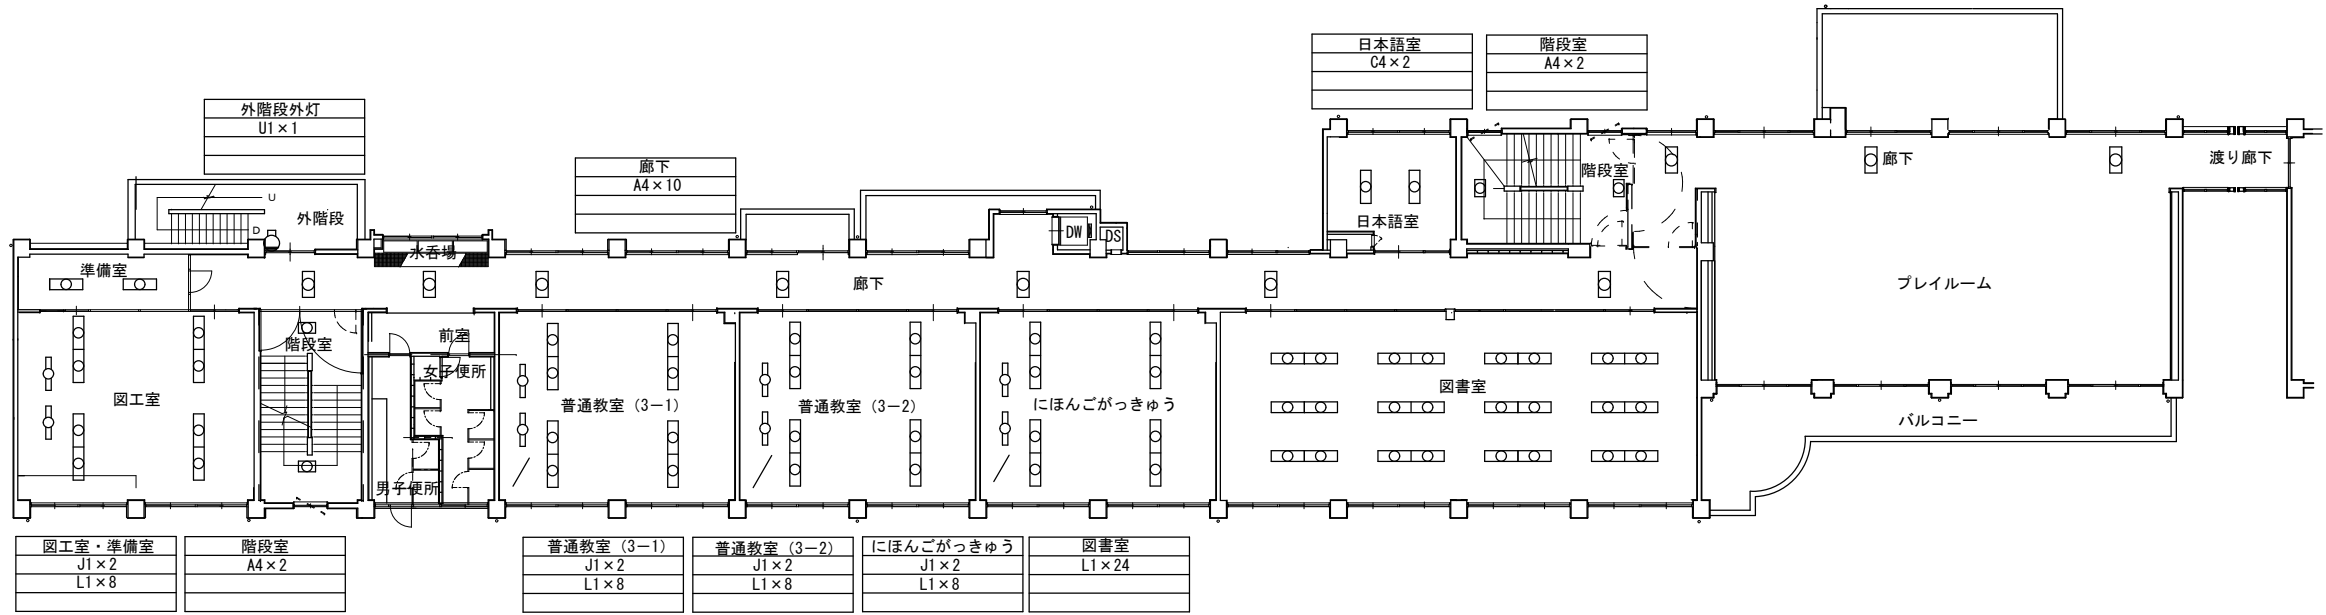 日本語室
C4×2
階段室
A4×2
外階段外灯
U1×1
廊下
A4×10
廊下
渡り廊下
階段室
日本語室
U
外階段
D
DW
DS
水呑場
準備室
廊下
プレイルーム
前室
階段室
女子便所
図工室
普通教室（3－1）
普通教室（3－2）
にほんごがっきゅう
図書室
バルコニー
男子便所
図工室・準備室
J1×2
L1×8
階段室
A4×2
普通教室（3－1）
J1×2
L1×8
普通教室（3－2）
J1×2
L1×8
にほんごがっきゅう
J1×2
L1×8
図書室
L1×24